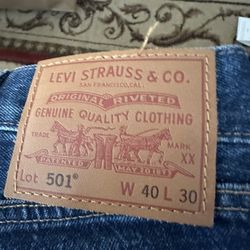 LEVI STRAUSS & CO.
SAN FRANCISCO, CAL.
ORIGINAL RIVETED
GENUINE QUALITY CLOTHING
TRADE MARK
XX
PATENTED MAY 20 1873
Lot 501® W 40 L 30